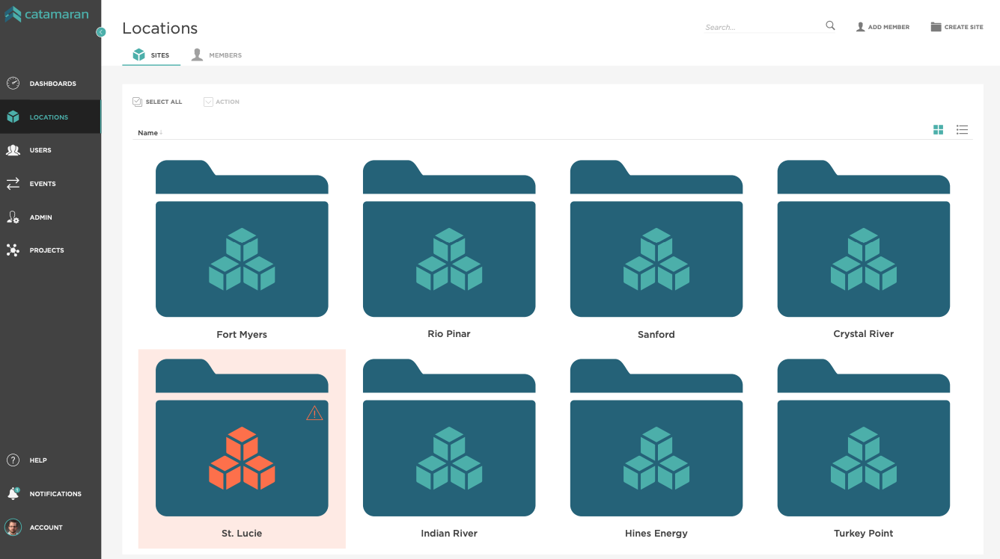 catamaran
Locations
Search...
ADD MEMBER
CREATE SITE
SITES
MEMBERS
DASHBOARDS
LOCATIONS
USERS
EVENTS
ADMIN
PROJECTS
HELP
NOTIFICATIONS
ACCOUNT
SELECT ALL
ACTION
Name
Fort Myers
Rio Pinar
Sanford
Crystal River
!
St. Lucie
Indian River
Hines Energy
Turkey Point
?